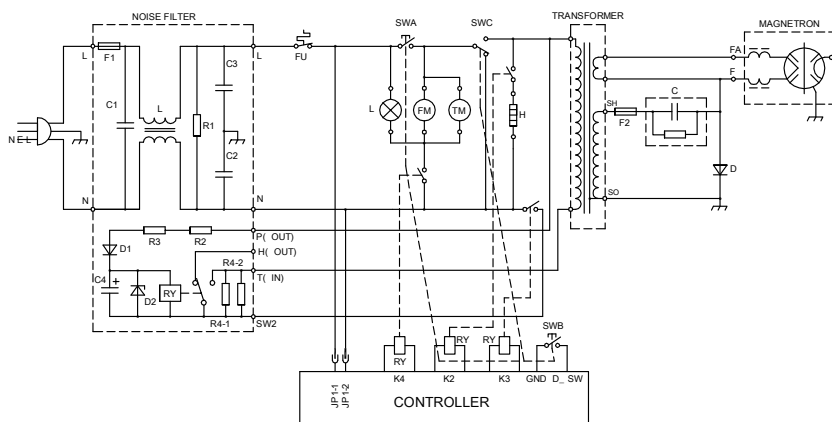 NOISE FILTER
SWA
SWC
TRANSFORMER
MAGNETRON
L
F1
L
FU
FA
F
C3
C1
L
R1
L
FM
TM
H
SH
F2
C
N E L
C2
D
N
N
SO
P( OUT)
D1
R3
R2
H( OUT)
R4-2
T( IN)
C4
+
D2
RY
R4-1
SW2
SWB
RY
RY
RY
JP1-1
JP1-2
K4
K2
K3
GND
D_ SW
CONTROLLER